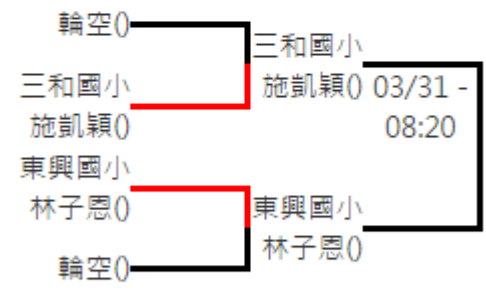 輪空()
三和國小
施凱穎()
東興國小
林子恩()
輪空()
三和國小
施凱穎()
東興國小
林子恩()
03/31 -
08:20